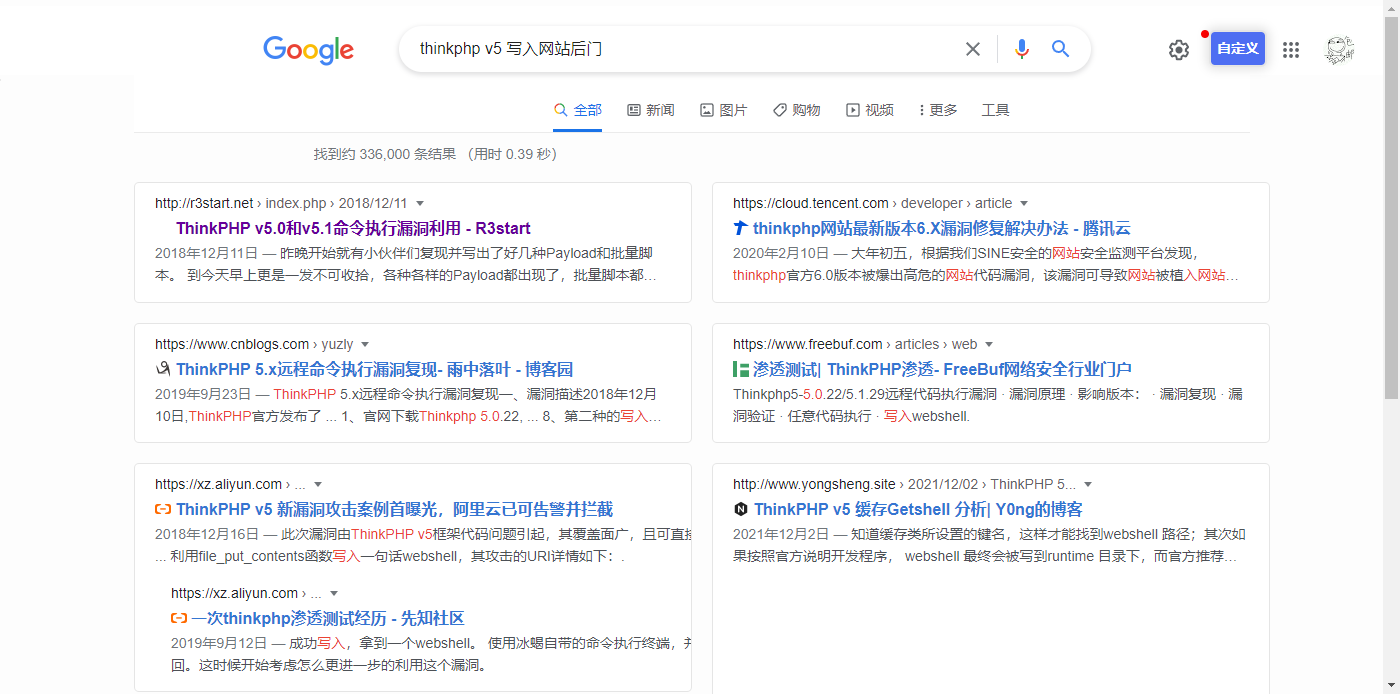 Google
thinkphp v5 写入网站后门
自定义
全部
新闻
图片
购物
视频
更多
工具
找到约 336,000 条结果 （用时 0.39 秒）
http://r3start.net › index.php › 2018/12/11
ThinkPHP v5.0和v5.1命令执行漏洞利用 - R3start
2018年12月11日 — 昨晚开始就有小伙伴们复现并写出了好几种Payload和批量脚
本。 到今天早上更是一发不可收拾，各种各样的Payload都出现了，批量脚本都…
https://cloud.tencent.com › developer › article
thinkphp网站最新版本6.X漏洞修复解决办法 - 腾讯云
2020年2月10日 — 大年初五，根据我们SINE安全的网站安全监测平台发现，
thinkphp官方6.0版本被爆出高危的网站代码漏洞，该漏洞可导致网站被植入网站…
https://www.cnblogs.com › yuzly
ThinkPHP 5.x远程命令执行漏洞复现- 雨中落叶 - 博客园
2019年9月23日 — ThinkPHP 5.x远程命令执行漏洞复现一、漏洞描述2018年12月
10日,ThinkPHP官方发布了 ... 1、官网下载Thinkphp 5.0.22, ... 8、第二种的写入…
https://www.freebuf.com › articles › web
渗透测试| ThinkPHP渗透- FreeBuf网络安全行业门户
Thinkphp5-5.0.22/5.1.29远程代码执行漏洞 · 漏洞原理 · 影响版本： · 漏洞复现 · 漏
洞验证 · 任意代码执行 · 写入webshell.
https://xz.aliyun.com › ...
ThinkPHP v5 新漏洞攻击案例首曝光，阿里云已可告警并拦截
2018年12月16日 — 此次漏洞由ThinkPHP v5框架代码问题引起，其覆盖面广，且可直接
... 利用file_put_contents函数写入一句话webshell，其攻击的URI详情如下：.
https://xz.aliyun.com › ...
一次thinkphp渗透测试经历 - 先知社区
2019年9月12日 — 成功写入，拿到一个webshell。 使用冰蝎自带的命令执行终端，并
回。这时候开始考虑怎么更进一步的利用这个漏洞。
http://www.yongsheng.site › 2021/12/02 › ThinkPHP 5...
ThinkPHP v5 缓存Getshell 分析| Y0ng的博客
2021年12月2日 — 知道缓存类所设置的键名，这样才能找到webshell 路径；其次如
果按照官方说明开发程序， webshell 最终会被写到runtime 目录下，而官方推荐…